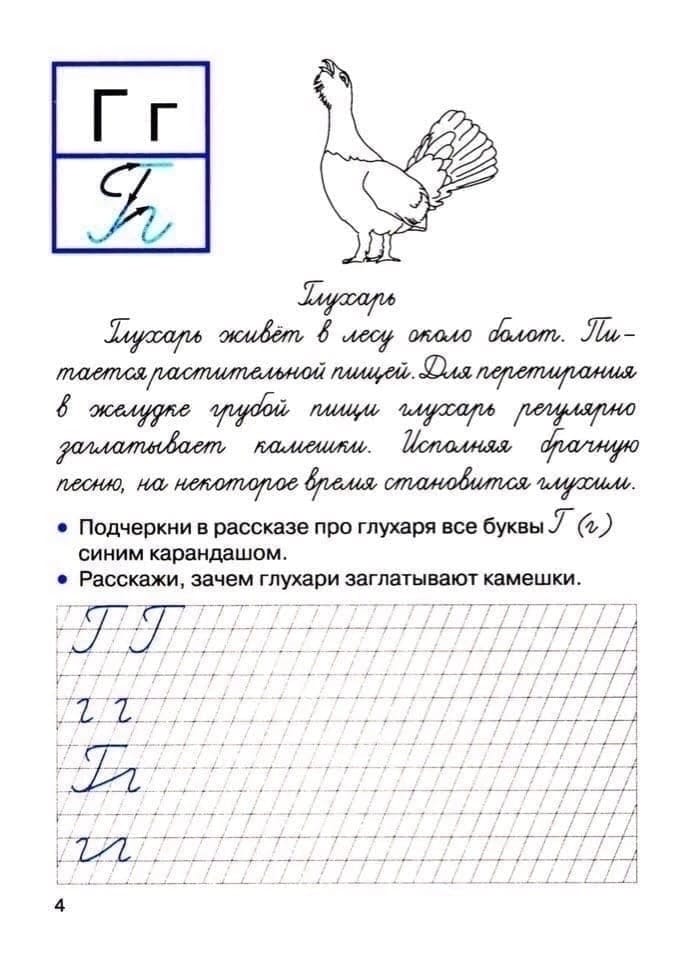 Г г
Гг
Глухарь
Глухарь живёт в лесу около болот. Пи-
тается растительной пищей. Для перетирания
в желудке грубой пищи глухарь регулярно
заглатывает камешки. Исполняя брачную
песню, на некоторое время становится глухим.
• Подчеркни в рассказе про глухаря все буквы Г (г)
синим карандашом.
• Расскажи, зачем глухари заглатывают камешки.
Г Г
г г
Гг
гг
4